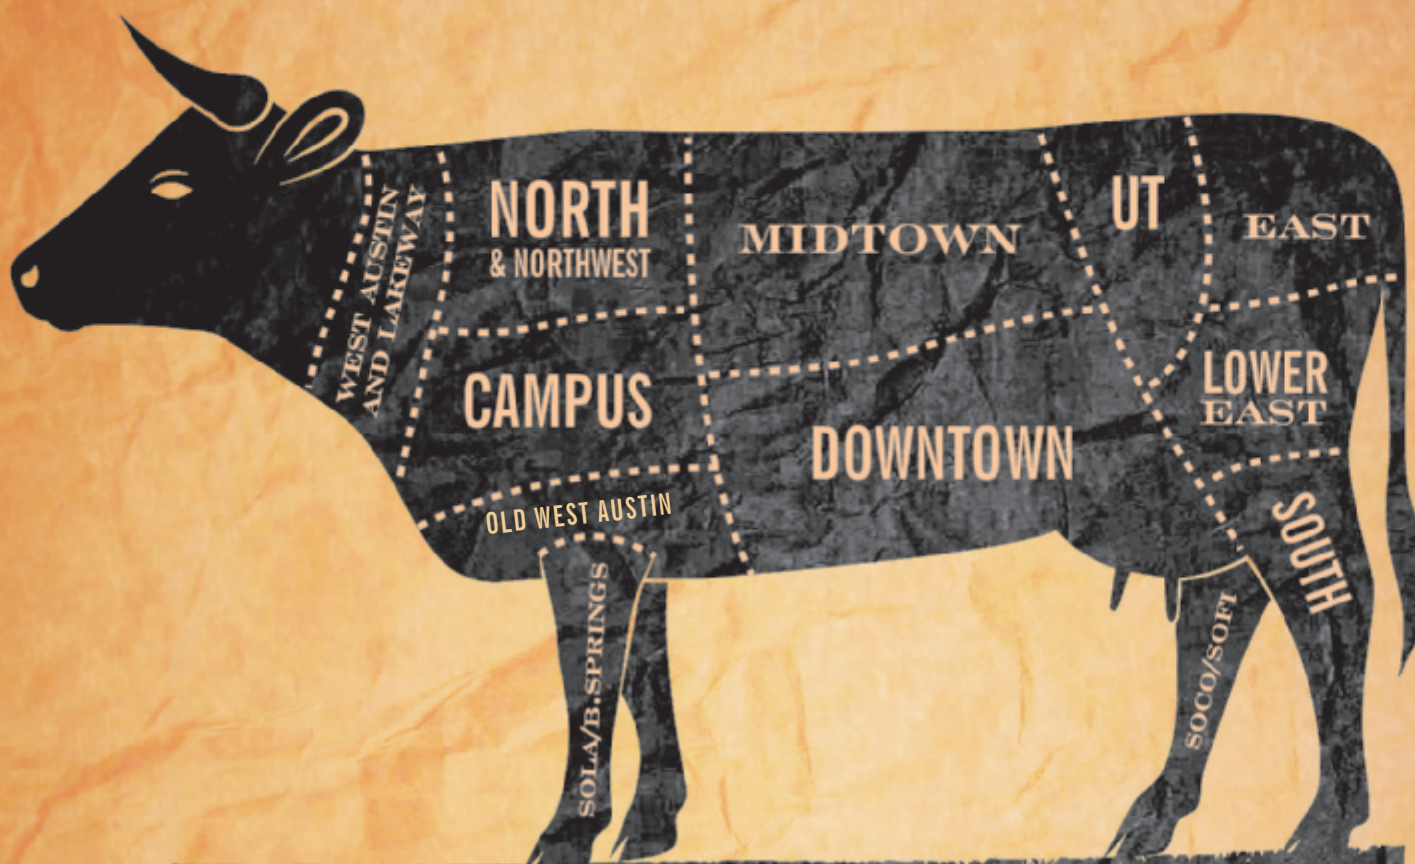 WEST AUSTIN
AND LAKEWAY
NORTH
& NORTHWEST
MIDTOWN
UT
EAST
CAMPUS
DOWNTOWN
LOWER
EAST
OLD WEST AUSTIN
SOUTH
SOLA/B.SPRINGS
SOCO/SOFI